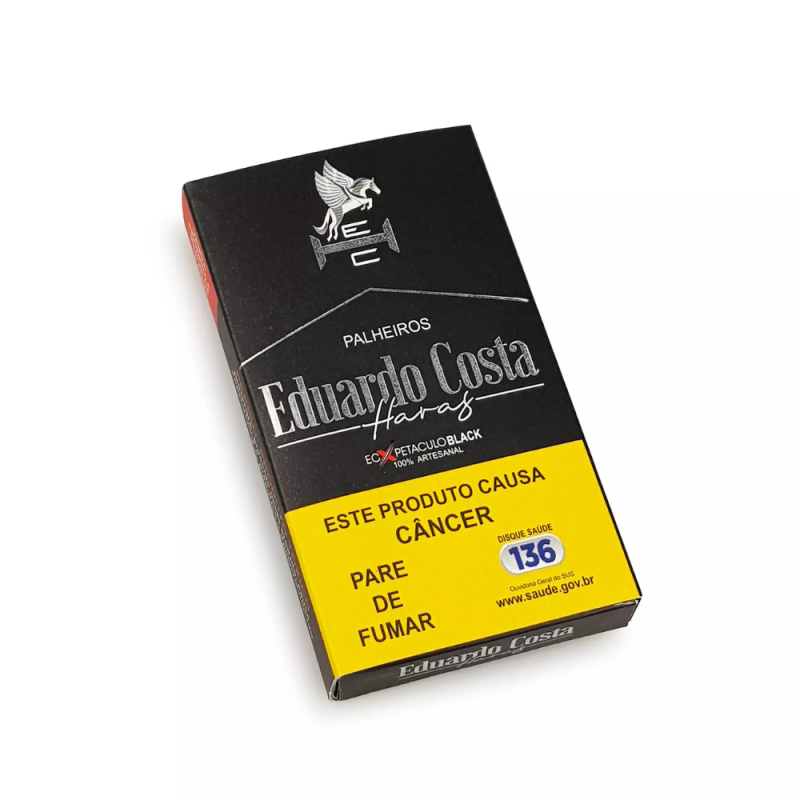 E
H
C
PALHEIROS
Eduardo Costa
Haras
ECXPETACULO BLACK
100% ARTESANAL
ESTE PRODUTO CAUSA
CÂNCER
PARE
DE
FUMAR
DISQUE SAÚDE
136
Ouvidoria Geral do SUS
www.saude.gov.br
Eduardo Costa
Haras